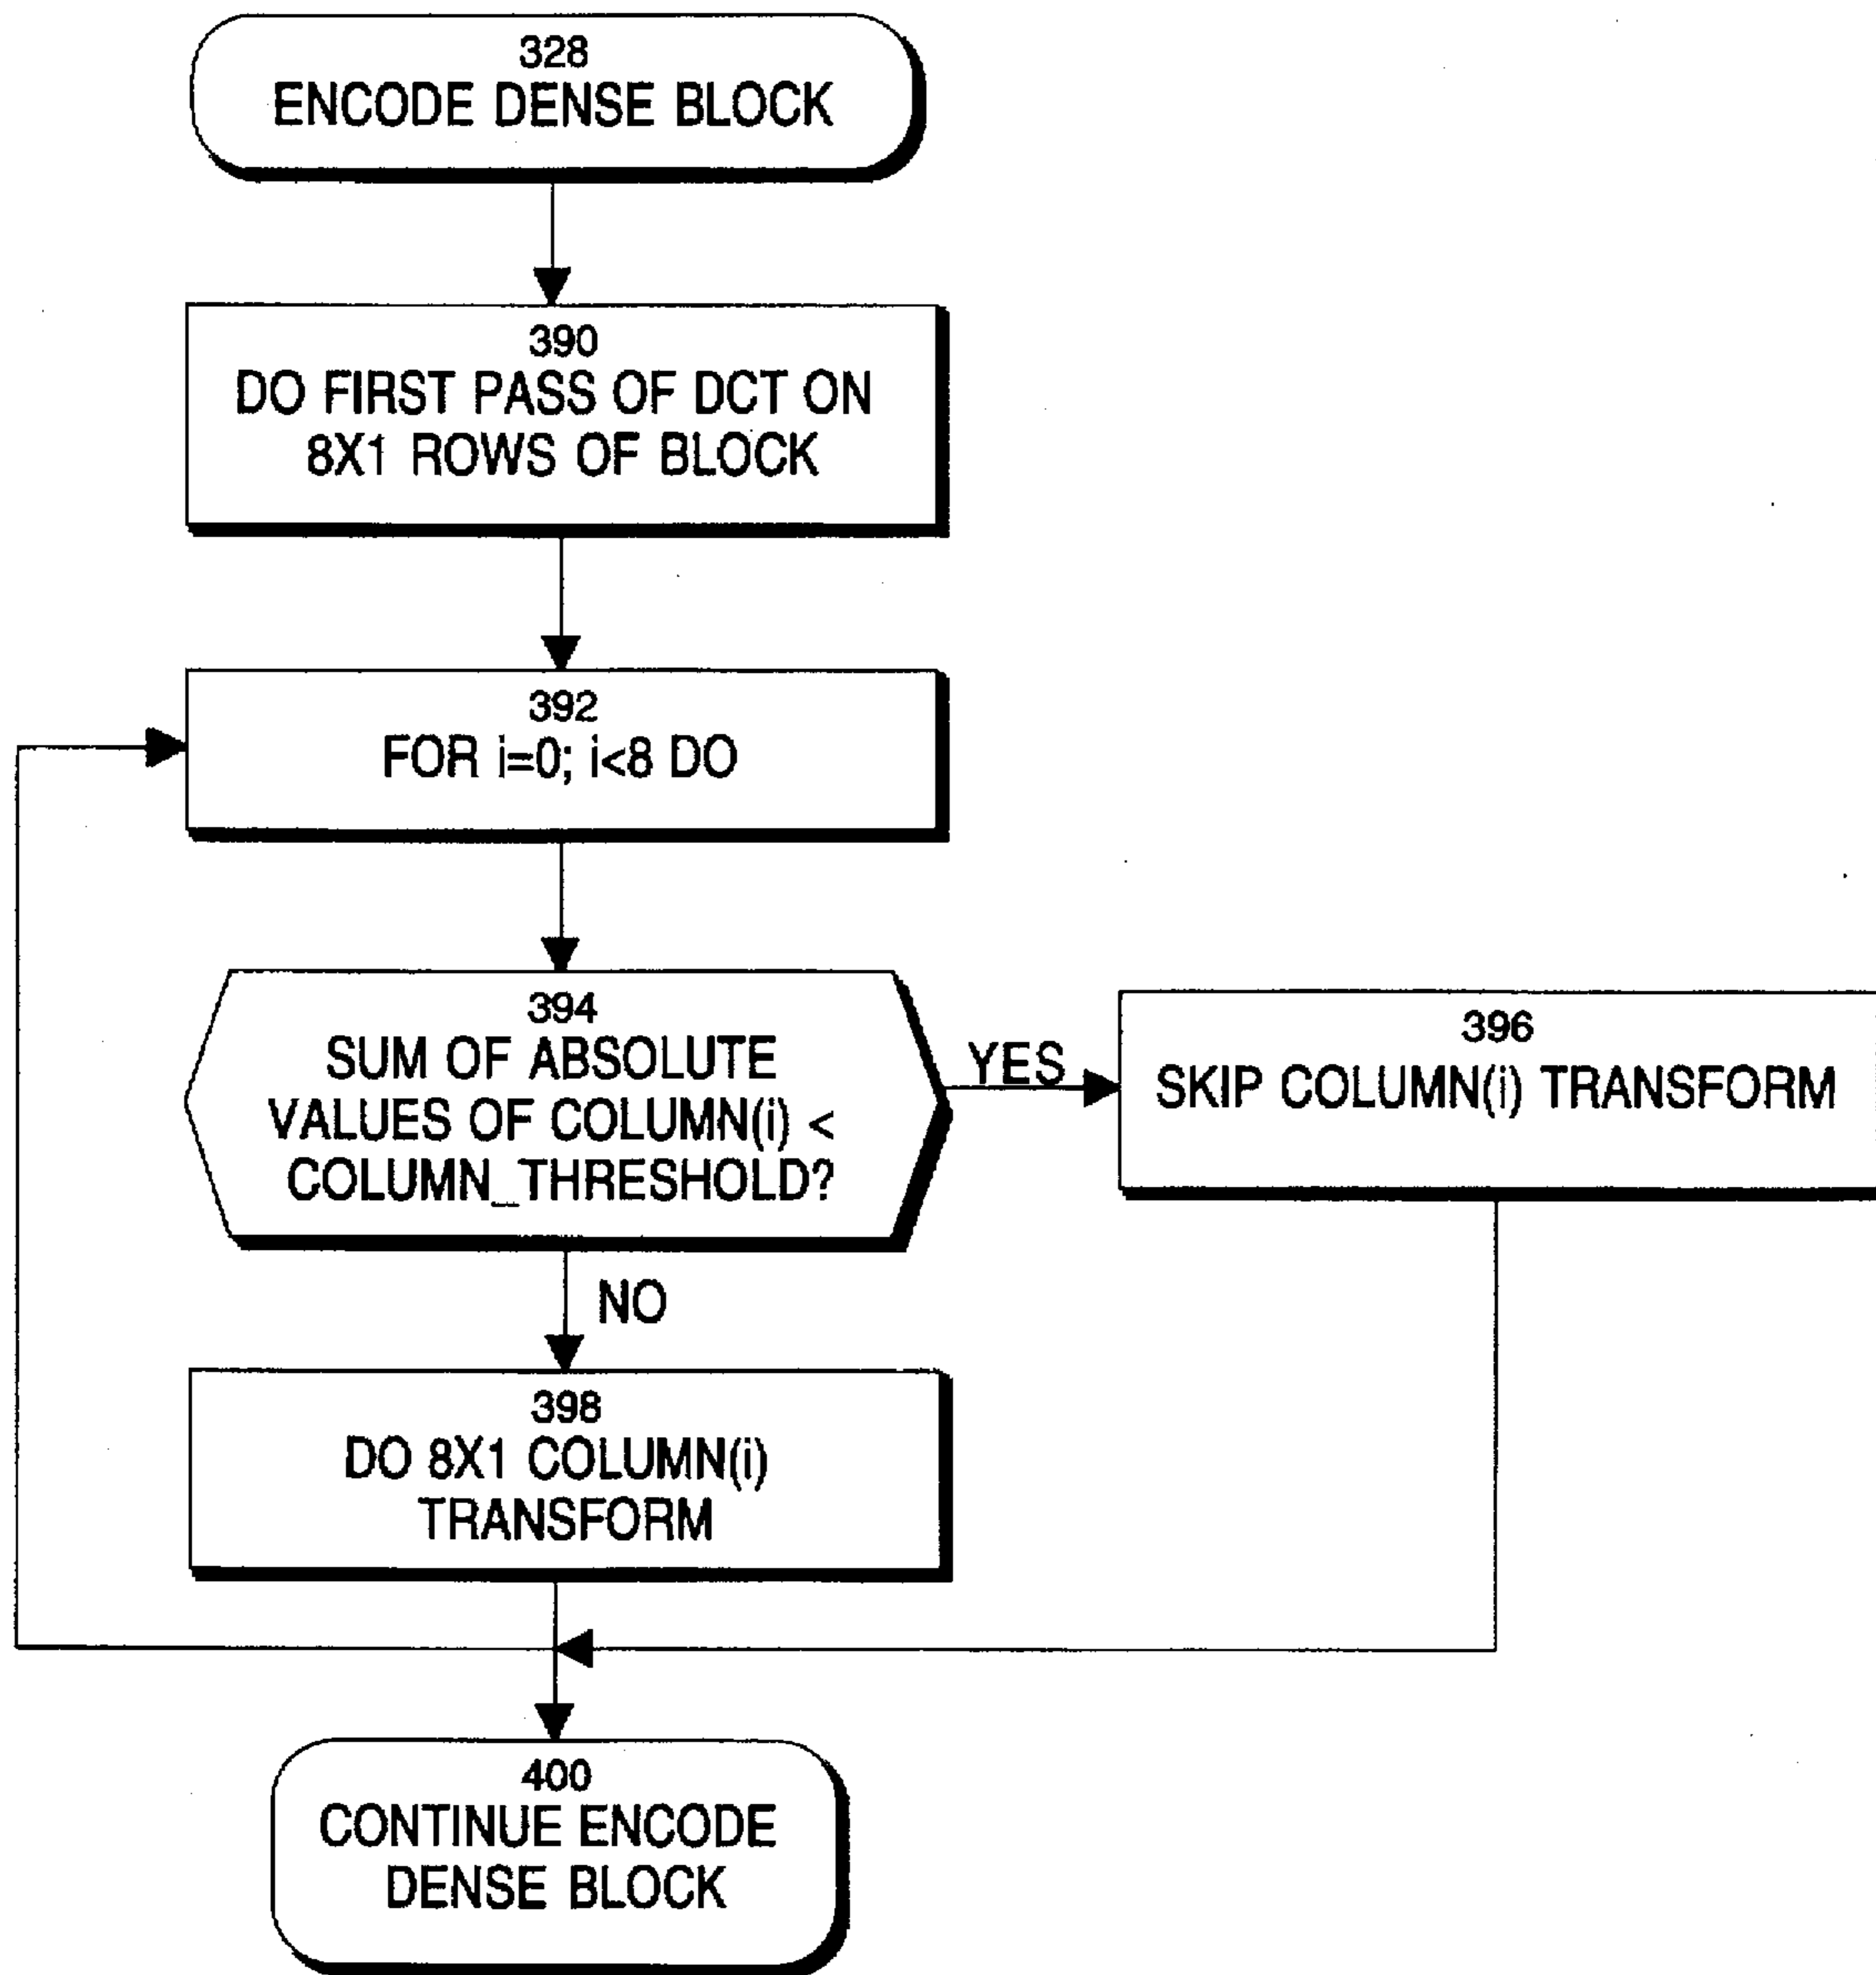 328
ENCODE DENSE BLOCK
390
DO FIRST PASS OF DCT ON
8X1 ROWS OF BLOCK
392
FOR i=0; i<8 DO
394
SUM OF ABSOLUTE
VALUES OF COLUMN(i) <
COLUMN_THRESHOLD?
YES
396
SKIP COLUMN(i) TRANSFORM
NO
398
DO 8X1 COLUMN(i)
TRANSFORM
400
CONTINUE ENCODE
DENSE BLOCK